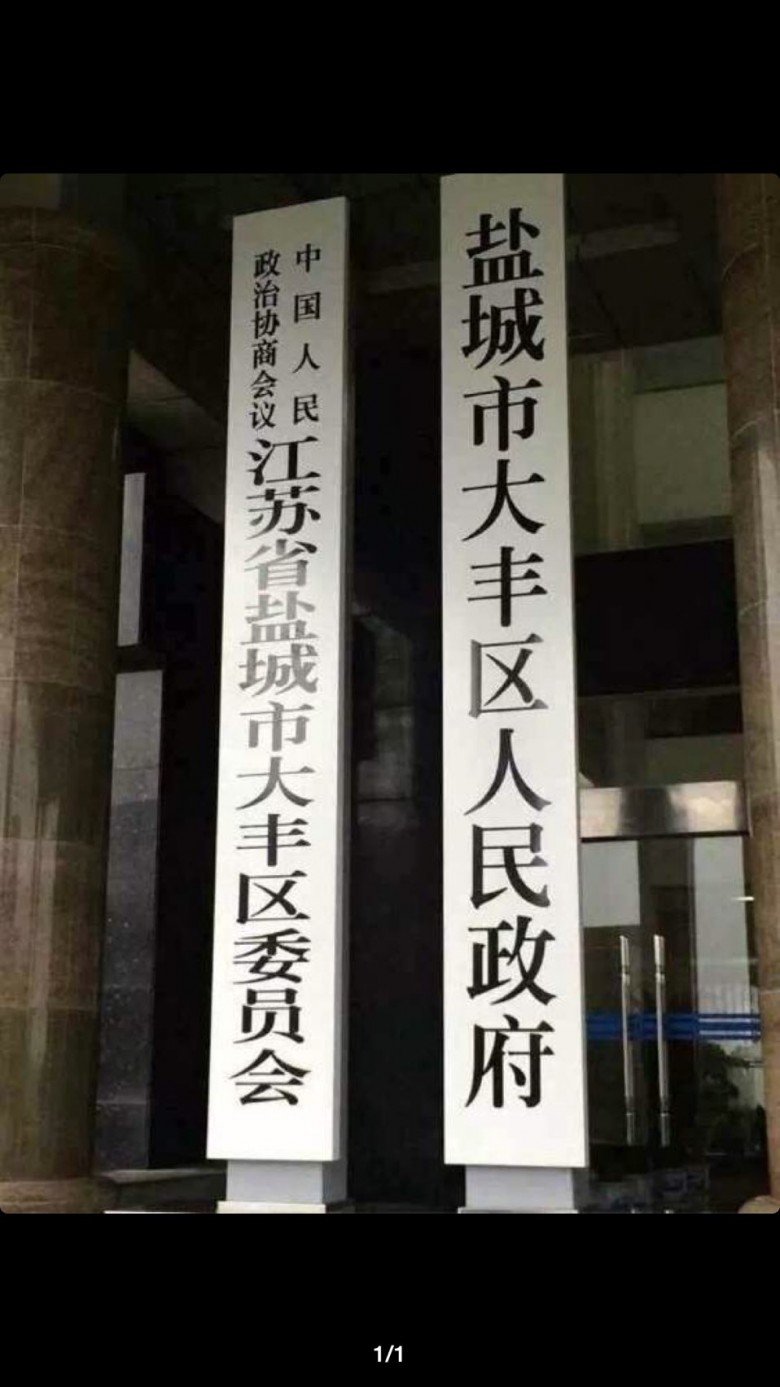 盐城市大丰区人民政府
中国人民
政治协商会议
江苏省盐城市大丰区委员会
1/1